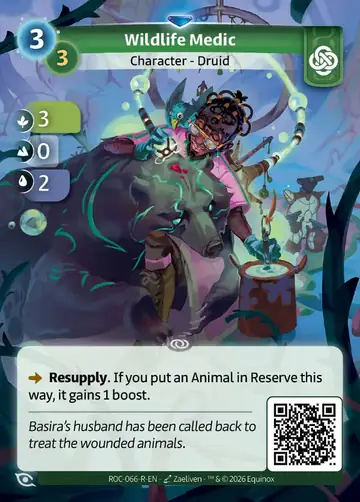 3
3
Wildlife Medic
Character - Druid
3
0
2
Resupply. If you put an Animal in Reserve this
way, it gains 1 boost.
Basira's husband has been called back to
treat the wounded animals.
ROC-066-R-EN - Zaeliven - ™ & © 2026 Equinox